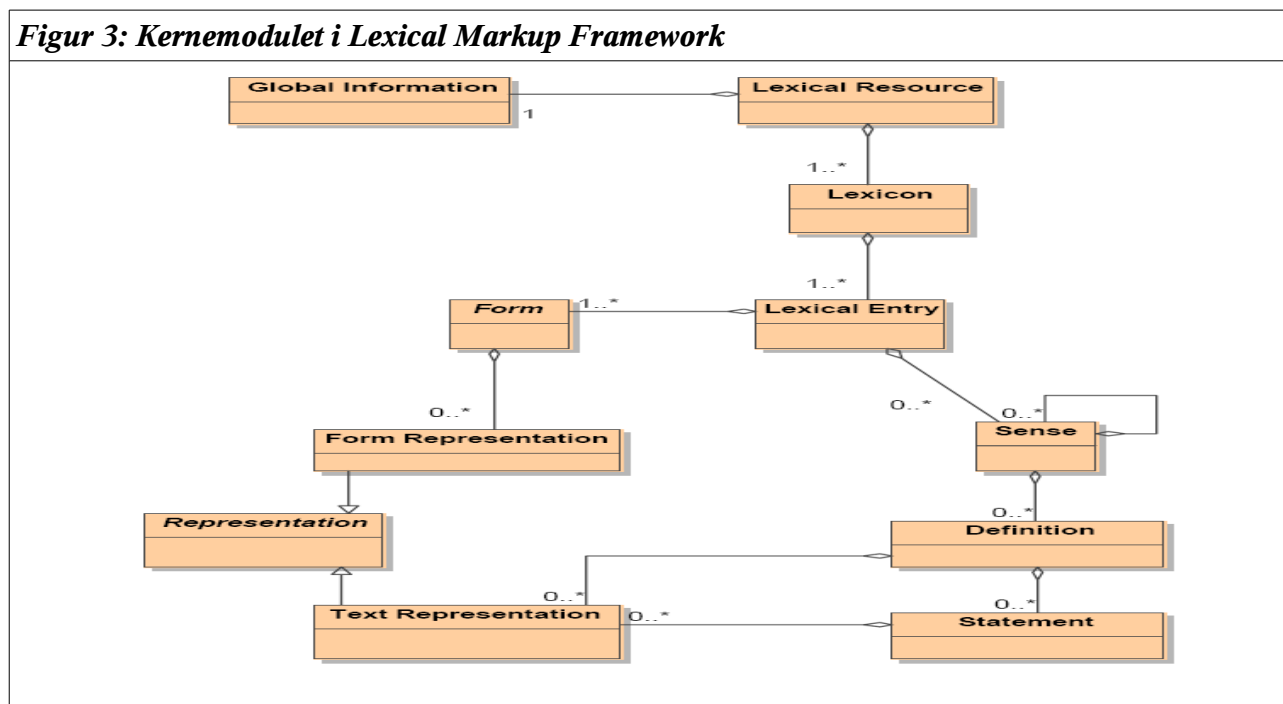 Figur 3: Kernemodulet i Lexical Markup Framework
Global Information
Lexical Resource
1
1..*
Lexicon
1..*
Form
1..*
Lexical Entry
0..*
0..*
0..*
Form Representation
Sense
Representation
0..*
Definition
0..*
0..*
Text Representation
0..*
Statement